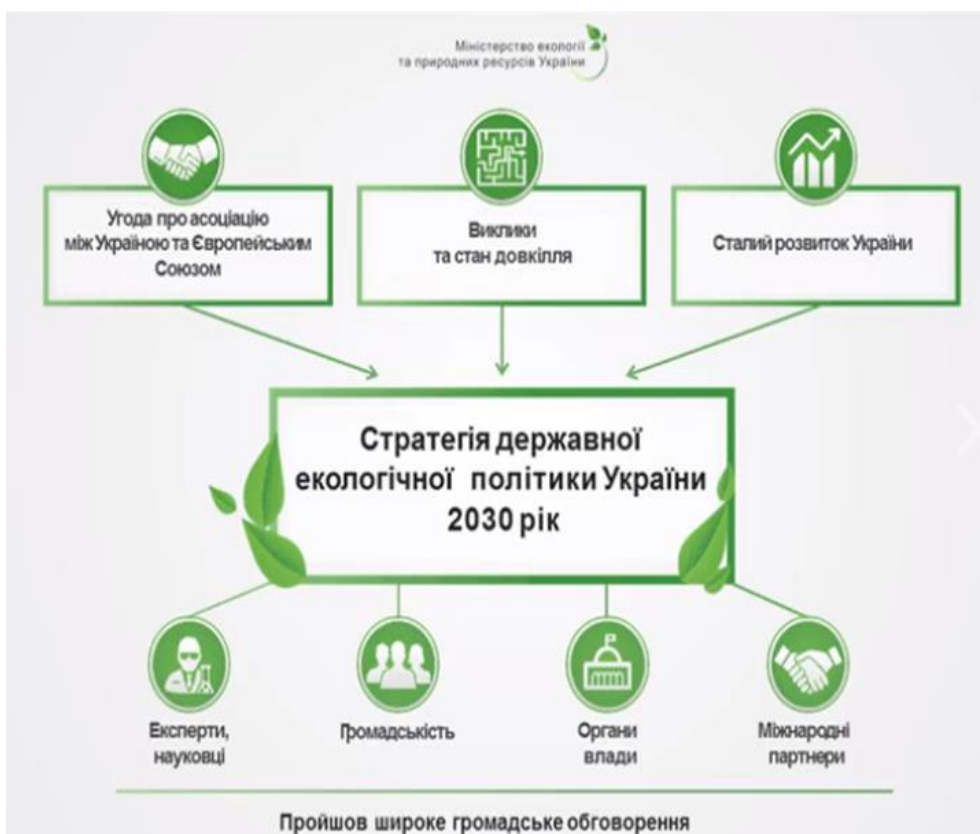 Міністерство екології
та природних ресурсів України
Угода про асоціацію
між Україною та Європейським
Союзом
Виклики
та стан довкілля
Сталий розвиток України
Стратегія державної
екологічної політики України
2030 рік
Експерти,
науковці
Громадськість
Органи
влади
Міжнародні
партнери
Пройшов широке громадське обговорення